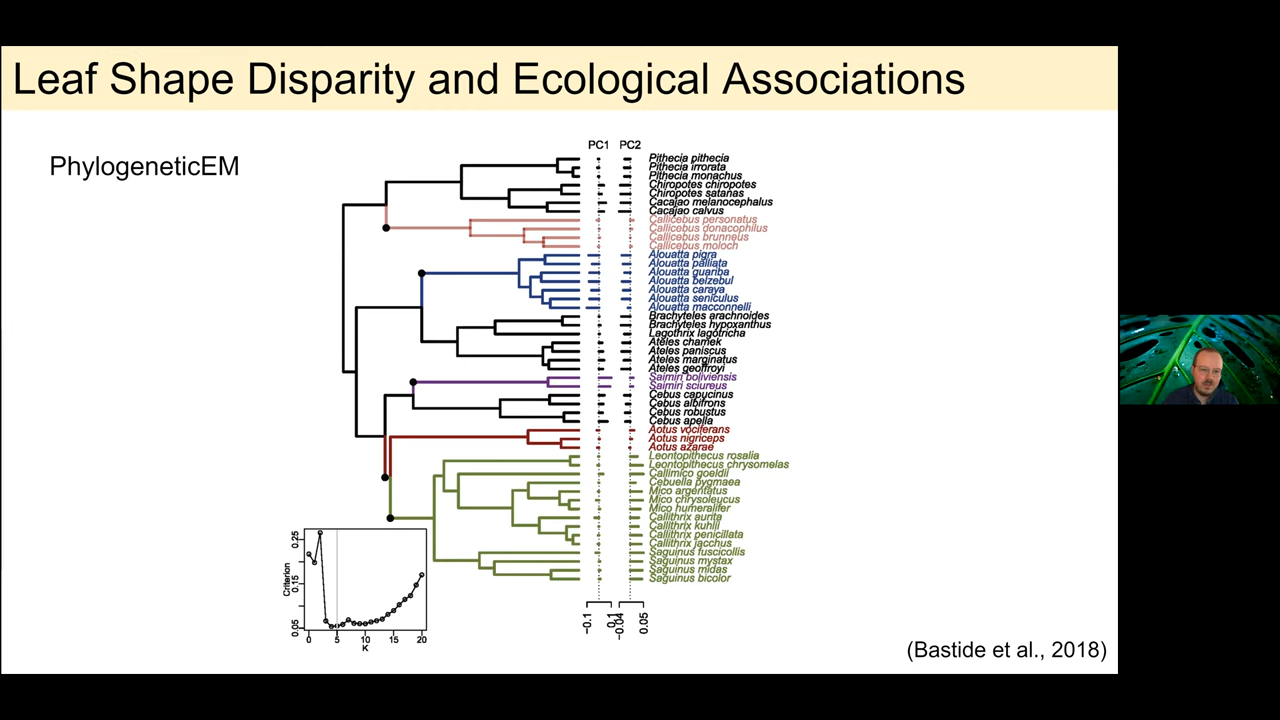 Leaf Shape Disparity and Ecological Associations
PhylogeneticEM
PC1 PC2
Pithecia pithecia
Pithecia irrorata
Pithecia monachus
Chiropotes chiropotes
Chiropotes satanas
Cacajao melanocephalus
Cacajao calvus
Callicebus personatus
Callicebus donacophilus
Callicebus brunneus
Callicebus moloch
Alouatta pigra
Alouatta palliata
Alouatta guariba
Alouatta belzebul
Alouatta caraya
Alouatta seniculus
Alouatta macconnelli
Brachyteles arachnoides
Brachyteles hypoxanthus
Lagothrix lagotricha
Ateles chamek
Ateles paniscus
Ateles marginatus
Ateles geoffroyi
Saimiri boliviensis
Saimiri sciureus
Cebus capucinus
Cebus albifrons
Cebus robustus
Cebus apella
Aotus vociferans
Aotus nigriceps
Aotus azarae
Leontopithecus rosalia
Leontopithecus chrysomelas
Callimico goeldii
Cebuella pygmaea
Mico argentatus
Mico chrysoleucus
Mico humeralifer
Callithrix aurita
Callithrix kuhlii
Callithrix penicillata
Callithrix jacchus
Saguinus fuscicollis
Saguinus mystax
Saguinus midas
Saguinus bicolor
−0.1 0.1 −0.04 0.05
Criterion
0.25
0.15
0.05
0 5 10 15 20
K
(Bastide et al., 2018)